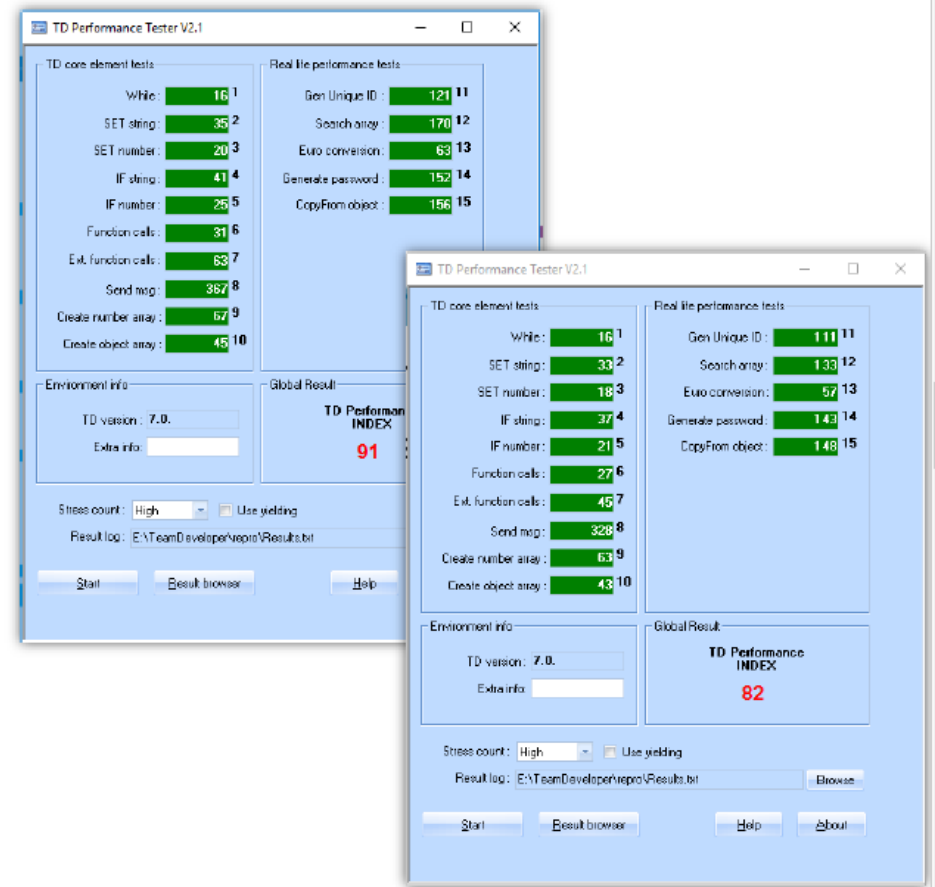 TD Performance Tester V2.1
TD core element tests
While : 16 1
SET string : 35 2
SET number : 20 3
IF string : 41 4
IF number : 25 5
Function calls : 31 6
Ext. function calls : 63 7
Send msg : 367 8
Create number array : 67 9
Create object array : 45 10
Real life performance tests
Gen Unique ID : 121 11
Search array : 170 12
Euro conversion : 63 13
Generate password : 152 14
CopyFrom object : 156 15
Environment info
TD version : 7.0.
Extra info:
Global Result
TD Performan
INDEX
91
Stress count : High Use yielding
Result log : E:\TeamDeveloper\repro\Results.txt
Start Result browser Help
TD Performance Tester V2.1
TD core element tests
While : 16 1
SET string : 33 2
SET number : 18 3
IF string : 37 4
IF number : 21 5
Function calls : 27 6
Ext. function calls : 45 7
Send msg : 328 8
Create number array : 63 9
Create object array : 43 10
Real life performance tests
Gen Unique ID : 111 11
Search array : 133 12
Euro conversion : 57 13
Generate password : 143 14
CopyFrom object : 148 15
Environment info
TD version : 7.0.
Extra info:
Global Result
TD Performance
INDEX
82
Stress count : High Use yielding
Result log : E:\TeamDeveloper\repro\Results.txt Browse
Start Result browser Help About